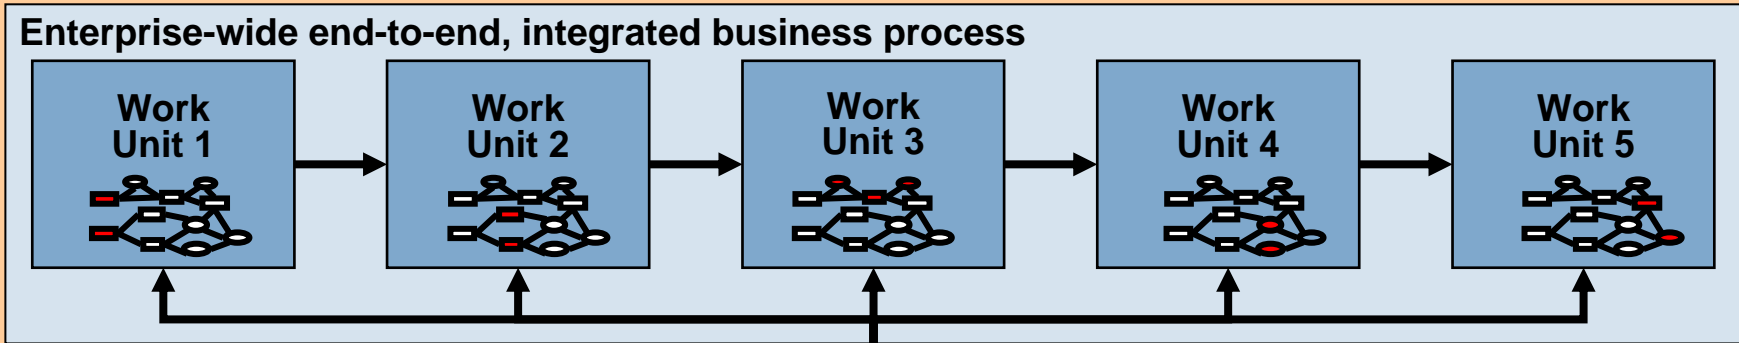 Enterprise-wide end-to-end, integrated business process
Work
Unit 1
Work
Unit 2
Work
Unit 3
Work
Unit 4
Work
Unit 5